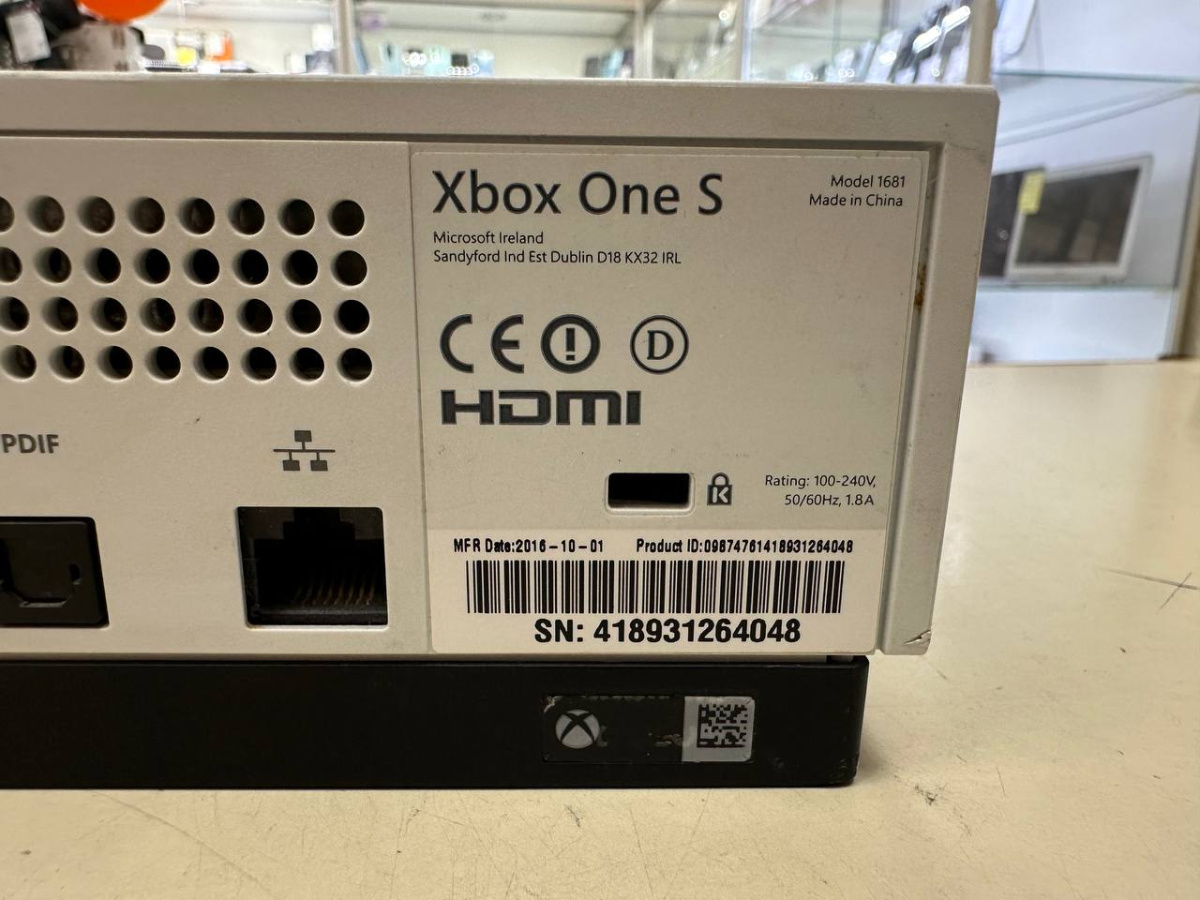 Xbox One S
Model 1681
Made in China
Microsoft Ireland
Sandyford Ind Est Dublin D18 KX32 IRL
CE
D
HDMI
PDIF
K
Rating: 100-240V,
50/60Hz, 1.8A
MFR Date:2016-10-01 Product ID:09874761418931264048
SN: 418931264048